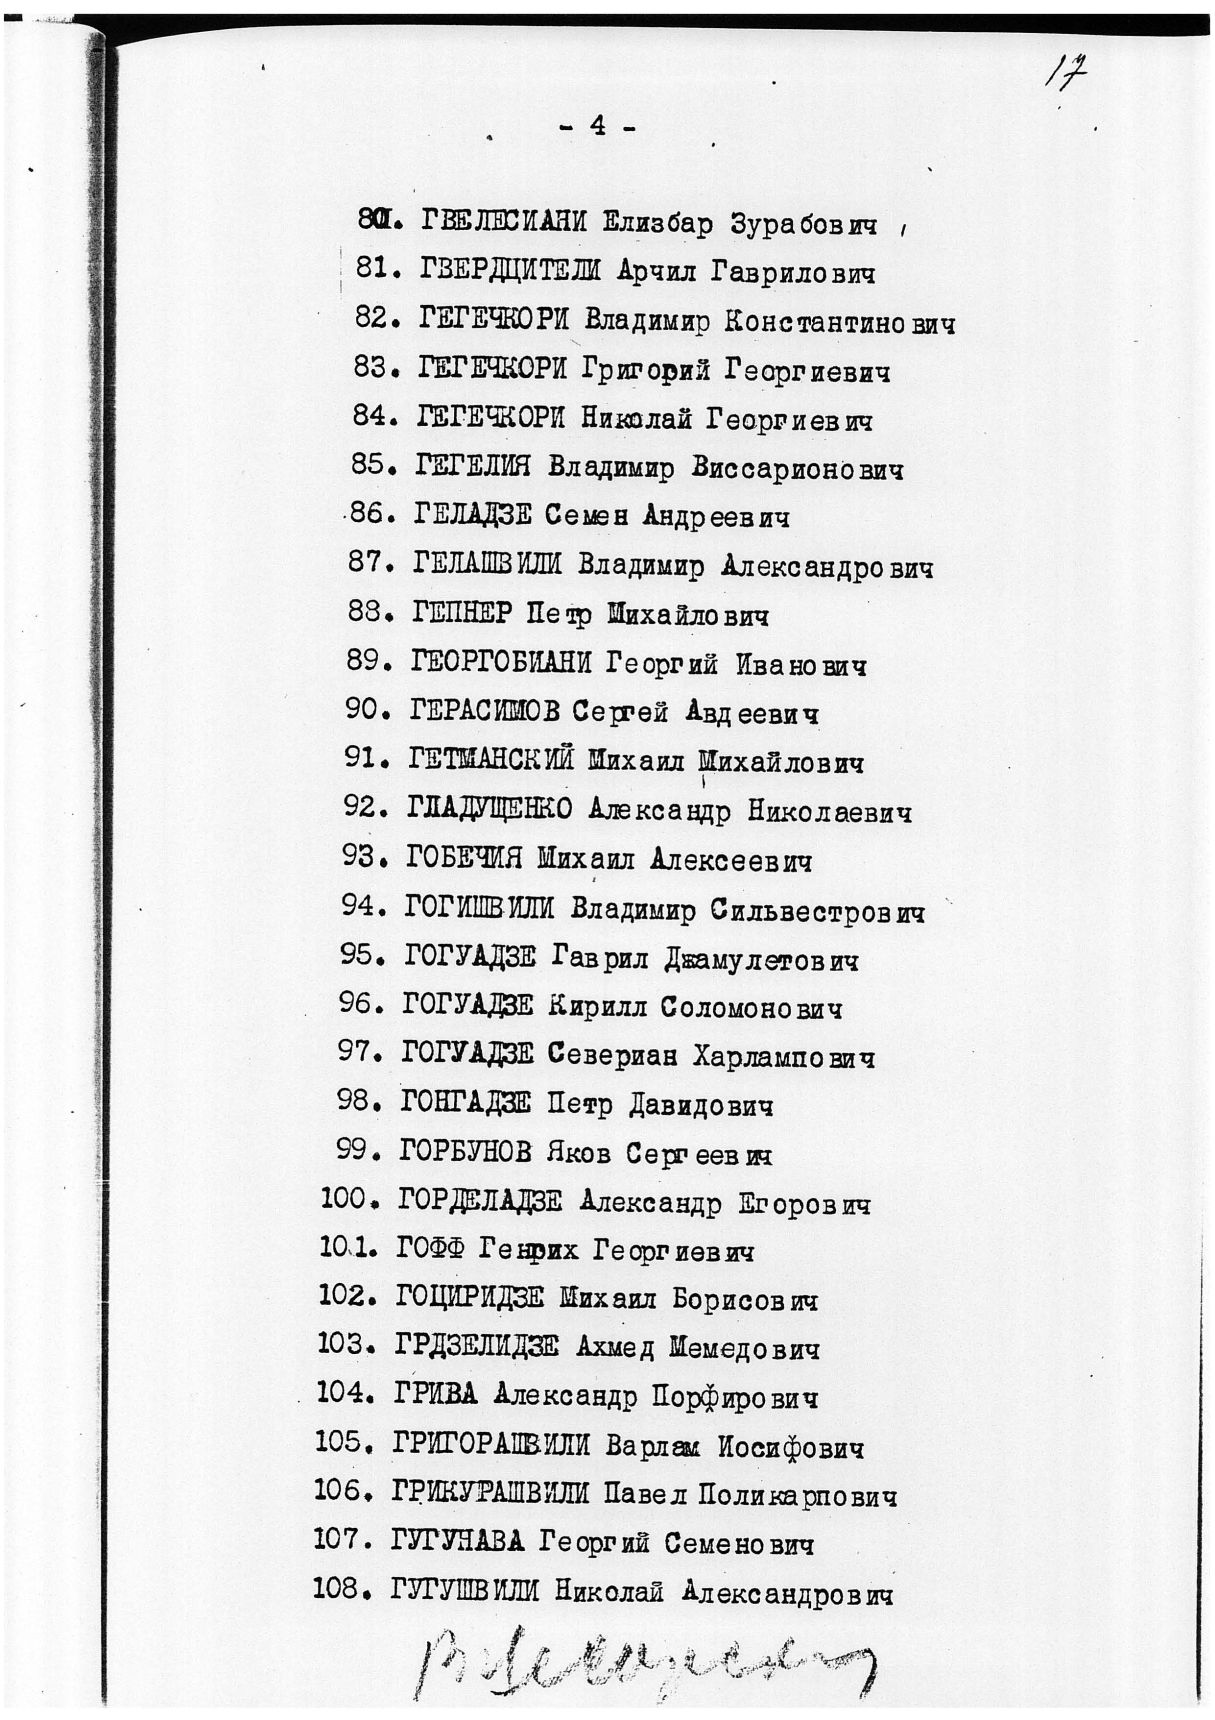 17
- 4 -
80. ГВЕЛЕСИАНИ Елизбар Зурабович
81. ГВЕРДЦИТЕЛИ Арчил Гаврилович
82. ГЕГЕЧКОРИ Владимир Константинович
83. ГЕГЕЧКОРИ Григорий Георгиевич
84. ГЕГЕЧКОРИ Николай Георгиевич
85. ГЕГЕЛИЯ Владимир Виссарионович
86. ГЕЛАДЗЕ Семен Андреевич
87. ГЕЛАШВИЛИ Владимир Александрович
88. ГЕПНЕР Петр Михайлович
89. ГЕОРГОБИАНИ Георгий Иванович
90. ГЕРАСИМОВ Сергей Авдеевич
91. ГЕТМАНСКИЙ Михаил Михайлович
92. ГЛАДУЩЕНКО Александр Николаевич
93. ГОБЕЧИЯ Михаил Алексеевич
94. ГОГИШВИЛИ Владимир Сильвестрович
95. ГОГУАДЗЕ Гаврил Джамулетович
96. ГОГУАДЗЕ Кирилл Соломонович
97. ГОГУАДЗЕ Севериан Харлампович
98. ГОНГАДЗЕ Петр Давидович
99. ГОРБУНОВ Яков Сергеевич
100. ГОРДЕЛАДЗЕ Александр Егорович
101. ГОФФ Генрих Георгиевич
102. ГОЦИРИДЗЕ Михаил Борисович
103. ГРДЗЕЛИДЗЕ Ахмед Мемедович
104. ГРИВА Александр Порфирович
105. ГРИГОРАШВИЛИ Варлам Иосифович
106. ГРИКУРАШВИЛИ Павел Поликарпович
107. ГУГУНАВА Георгий Семенович
108. ГУГУШВИЛИ Николай Александрович